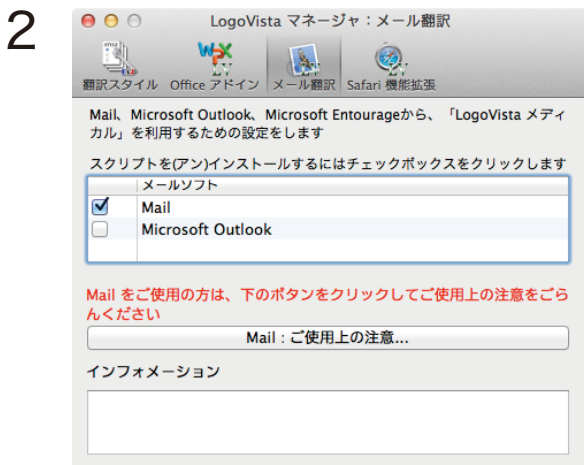 2
LogoVista マネージャ：メール翻訳
翻訳スタイル Office アドイン メール翻訳 Safari 機能拡張
Mail、Microsoft Outlook、Microsoft Entourageから、「LogoVista メディ
カル」を利用するための設定をします
スクリプトを(アン)インストールするにはチェックボックスをクリックします
メールソフト
Mail
Microsoft Outlook
Mail をご使用の方は、下のボタンをクリックしてご使用上の注意をごら
んください
Mail : ご使用上の注意...
インフォメーション